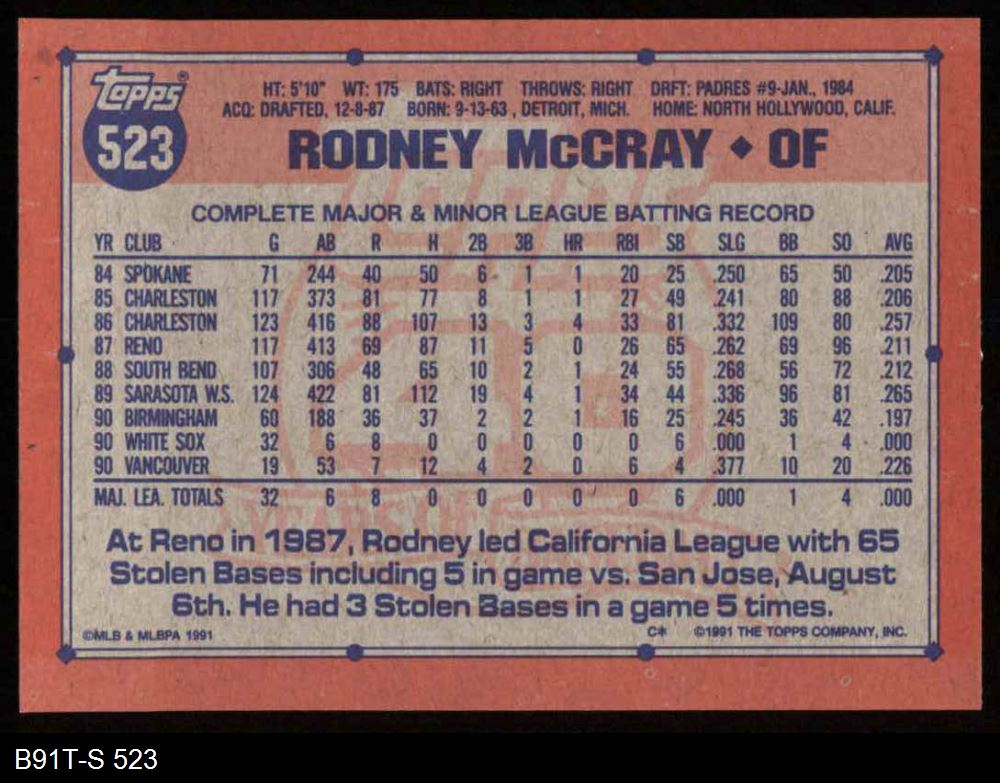 Topps®
523
HT: 5'10" WT: 175 BATS: RIGHT THROWS: RIGHT DRFT: PADRES #9-JAN., 1984
ACQ: DRAFTED, 12-8-87 BORN: 9-13-63, DETROIT, MICH. HOME: NORTH HOLLYWOOD, CALIF.
RODNEY McCRAY ♦ OF
COMPLETE MAJOR & MINOR LEAGUE BATTING RECORD
YR CLUB G AB R H 2B 3B HR RBI SB SLG BB SO AVG
84 SPOKANE 71 244 40 50 6 1 1 20 25 .250 65 50 .205
85 CHARLESTON 117 373 81 77 8 1 1 27 49 .241 80 88 .206
86 CHARLESTON 123 416 88 107 13 3 4 33 81 .332 109 80 .257
87 RENO 117 413 69 87 11 5 0 26 65 .262 69 96 .211
88 SOUTH BEND 107 306 48 65 10 2 1 24 55 .268 56 72 .212
89 SARASOTA W.S. 124 422 81 112 19 4 1 34 44 .336 96 81 .265
90 BIRMINGHAM 60 188 36 37 2 2 1 16 25 .245 36 42 .197
90 WHITE SOX 32 6 8 0 0 0 0 0 6 .000 1 4 .000
90 VANCOUVER 19 53 7 12 4 2 0 6 4 .377 10 20 .226
MAJ. LEA. TOTALS 32 6 8 0 0 0 0 0 6 .000 1 4 .000
At Reno in 1987, Rodney led California League with 65
Stolen Bases including 5 in game vs. San Jose, August
6th. He had 3 Stolen Bases in a game 5 times.
©MLB & MLBPA 1991 C* ©1991 THE TOPPS COMPANY, INC.
B91T-S 523